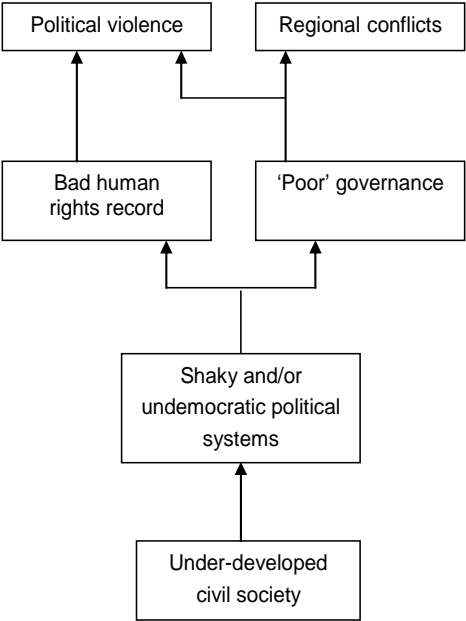 Political violence
Regional conflicts
Bad human
rights record
‘Poor’ governance
Shaky and/or
undemocratic political
systems
Under-developed
civil society